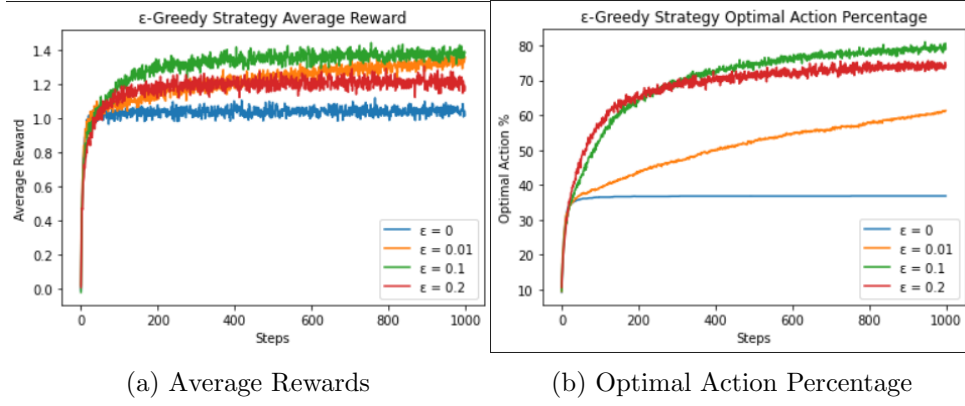 ε-Greedy Strategy Average Reward
Average Reward
1.4
1.2
1.0
0.8
0.6
0.4
0.2
0.0
ε = 0
ε = 0.01
ε = 0.1
ε = 0.2
0 200 400 600 800 1000
Steps
(a) Average Rewards
ε-Greedy Strategy Optimal Action Percentage
Optimal Action %
80
70
60
50
40
30
20
10
ε = 0
ε = 0.01
ε = 0.1
ε = 0.2
0 200 400 600 800 1000
Steps
(b) Optimal Action Percentage